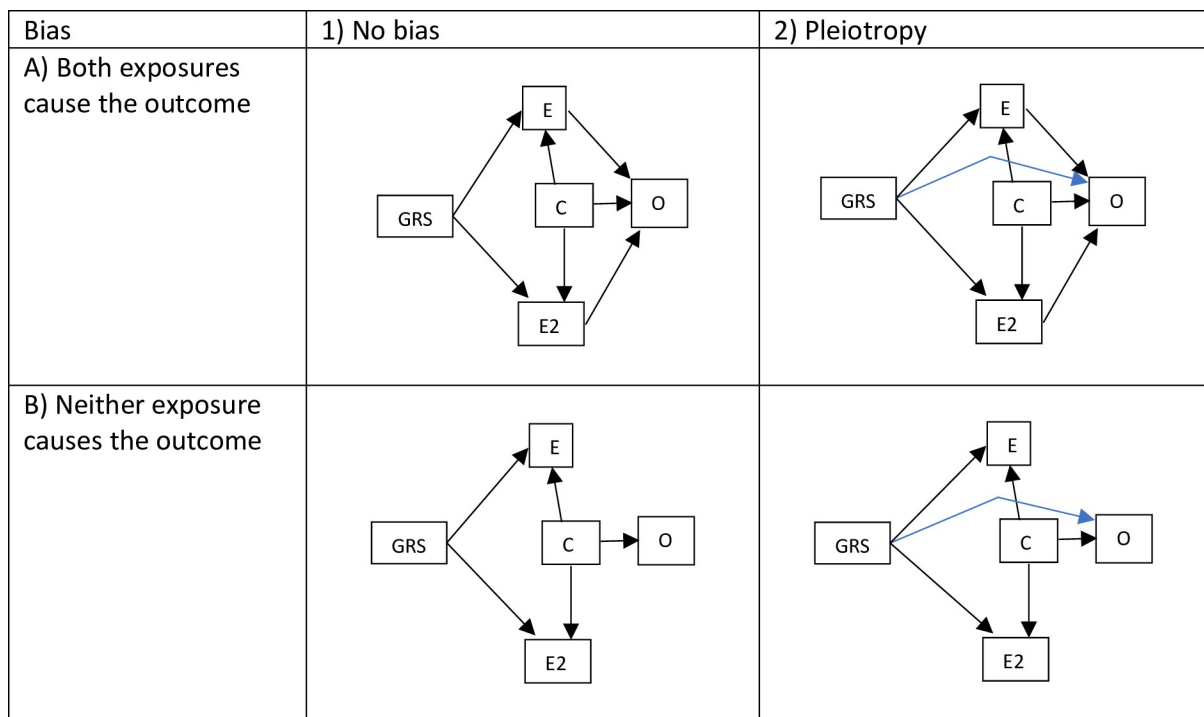 Bias
1) No bias
2) Pleiotropy
A) Both exposures
cause the outcome
E
GRS
C
O
E2
E
GRS
C
O
E2
B) Neither exposure
causes the outcome
E
GRS
C
O
E2
E
GRS
C
O
E2